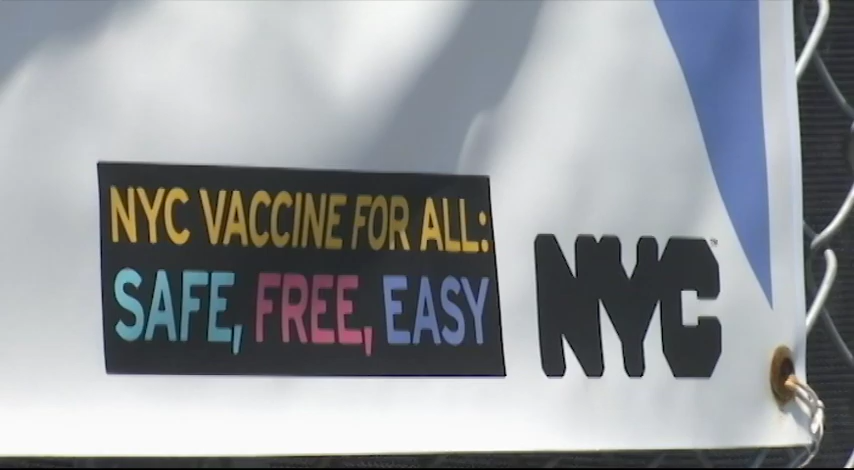 NYC VACCINE FOR ALL:
SAFE, FREE, EASY
NYC